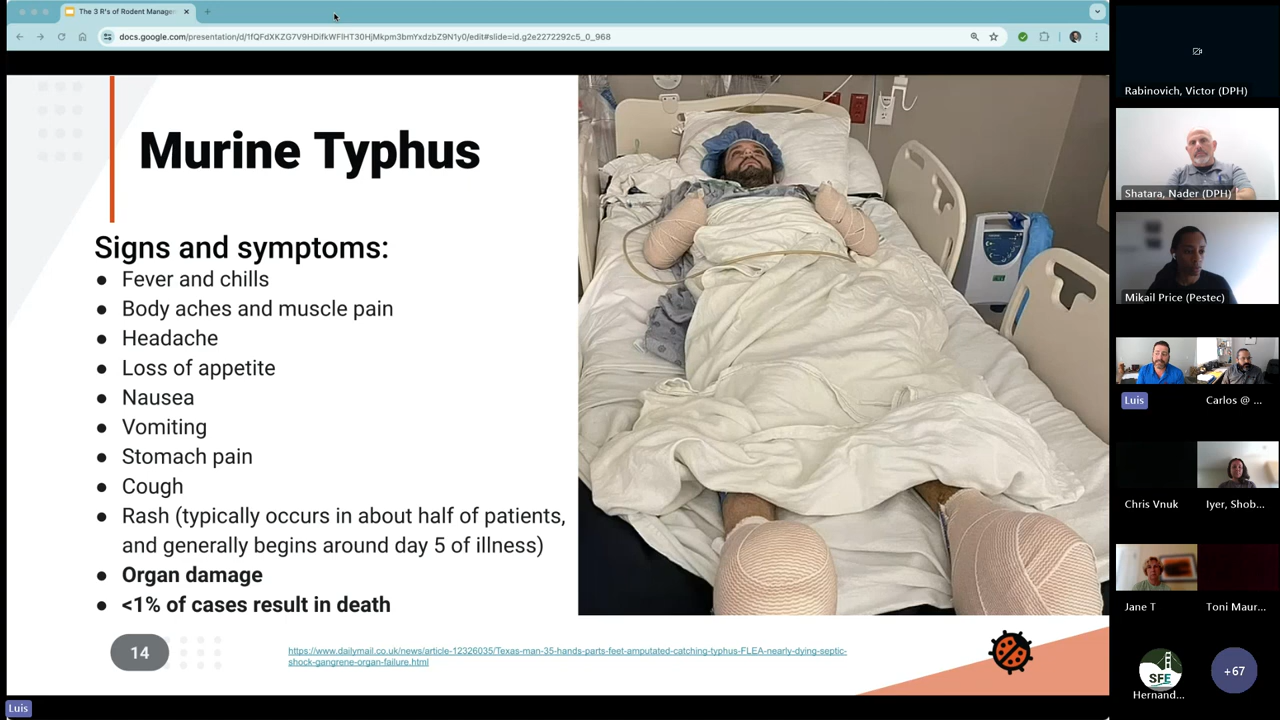 The 3 R's of Rodent Manager
docs.google.com/presentation/d/1fQFdXKZG7V9HDifkWFlHT30HjMkpm3bmYxdzbZ9N1y0/edit#slide=id.g2e2272292c5_0_968
Murine Typhus
Signs and symptoms:
● Fever and chills
● Body aches and muscle pain
● Headache
● Loss of appetite
● Nausea
● Vomiting
● Stomach pain
● Cough
● Rash (typically occurs in about half of patients,
and generally begins around day 5 of illness)
● Organ damage
● <1% of cases result in death
14
https://www.dailymail.co.uk/news/article-12326035/Texas-man-35-hands-parts-feet-amputated-catching-typhus-FLEA-nearly-dying-septic-
shock-gangrene-organ-failure.html
Luis
Rabinovich, Victor (DPH)
Shatara, Nader (DPH)
Mikail Price (Pestec)
Luis
Carlos @ ...
Chris Vnuk
Iyer, Shob...
Jane T
Toni Maur...
SFE
Hernand...
+67